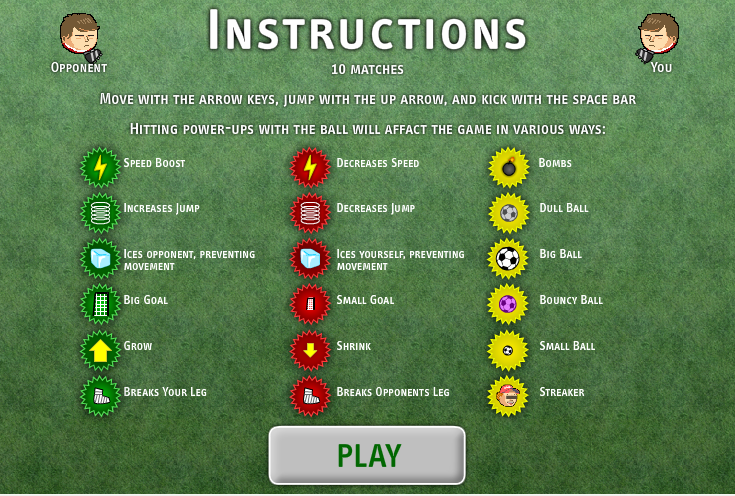 Instructions
Opponent
10 matches
You
Move with the arrow keys, jump with the up arrow, and kick with the space bar
Hitting power-ups with the ball will affact the game in various ways:
Speed Boost
Decreases Speed
Bombs
Increases Jump
Decreases Jump
Dull Ball
Ices opponent, preventing
movement
Ices yourself, preventing
movement
Big Ball
Big Goal
Small Goal
Bouncy Ball
Grow
Shrink
Small Ball
Breaks Your Leg
Breaks Opponents Leg
Streaker
PLAY